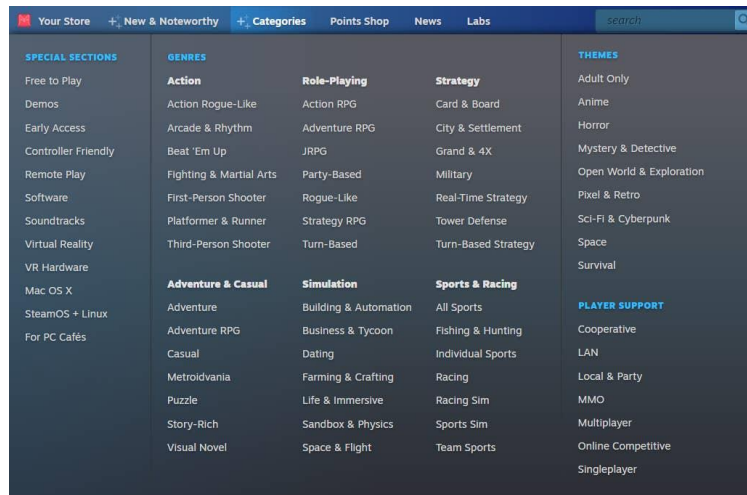 Your Store
New & Noteworthy
Categories
Points Shop
News
Labs
search
SPECIAL SECTIONS
Free to Play
Demos
Early Access
Controller Friendly
Remote Play
Software
Soundtracks
Virtual Reality
VR Hardware
Mac OS X
SteamOS + Linux
For PC Cafés
GENRES
Action
Action Rogue-Like
Arcade & Rhythm
Beat 'Em Up
Fighting & Martial Arts
First-Person Shooter
Platformer & Runner
Third-Person Shooter
Role-Playing
Action RPG
Adventure RPG
JRPG
Party-Based
Rogue-Like
Strategy RPG
Turn-Based
Strategy
Card & Board
City & Settlement
Grand & 4X
Military
Real-Time Strategy
Tower Defense
Turn-Based Strategy
Adventure & Casual
Adventure
Adventure RPG
Casual
Metroidvania
Puzzle
Story-Rich
Visual Novel
Simulation
Building & Automation
Business & Tycoon
Dating
Farming & Crafting
Life & Immersive
Sandbox & Physics
Space & Flight
Sports & Racing
All Sports
Fishing & Hunting
Individual Sports
Racing
Racing Sim
Sports Sim
Team Sports
THEMES
Adult Only
Anime
Horror
Mystery & Detective
Open World & Exploration
Pixel & Retro
Sci-Fi & Cyberpunk
Space
Survival
PLAYER SUPPORT
Cooperative
LAN
Local & Party
MMO
Multiplayer
Online Competitive
Singleplayer